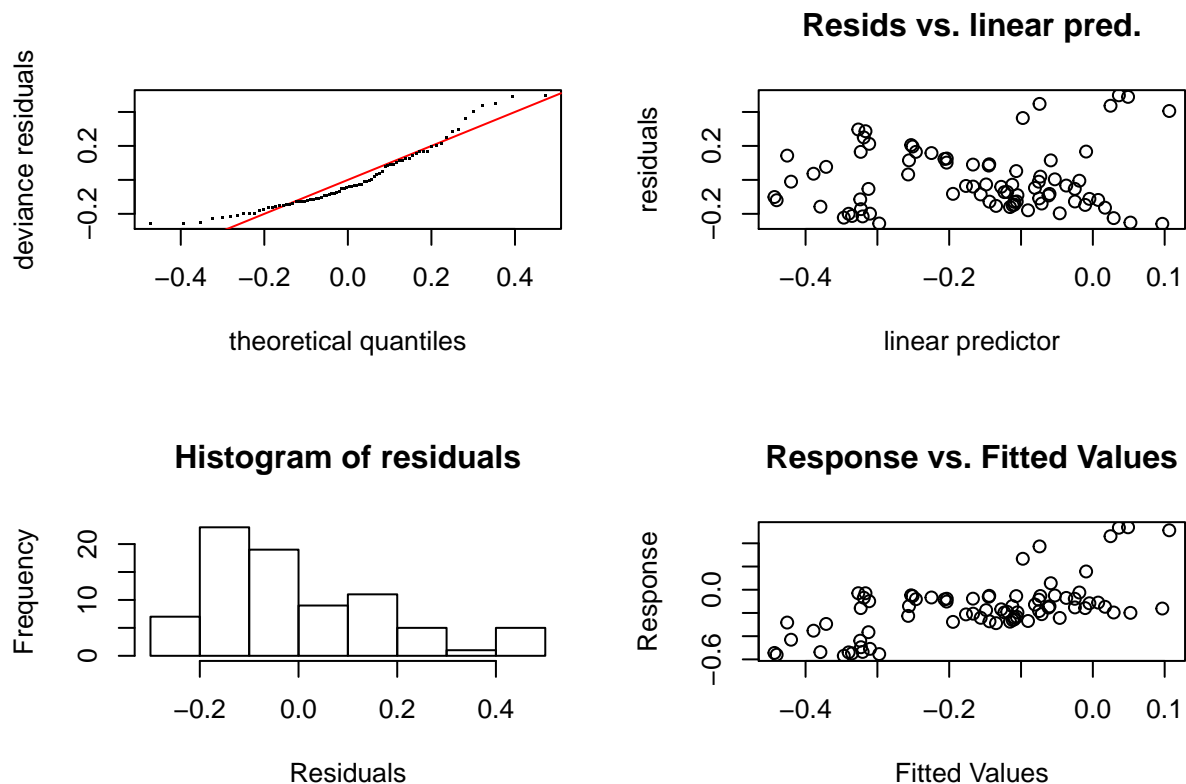 Resids vs. linear pred.
deviance residuals
−0.2 0.2
−0.4 −0.2 0.0 0.2 0.4
theoretical quantiles
residuals
−0.2 0.2
−0.4 −0.2 0.0 0.1
linear predictor
Histogram of residuals
Frequency
0 10 20
−0.2 0.0 0.2 0.4
Residuals
Response vs. Fitted Values
Response
−0.6 0.0
−0.4 −0.2 0.0 0.1
Fitted Values